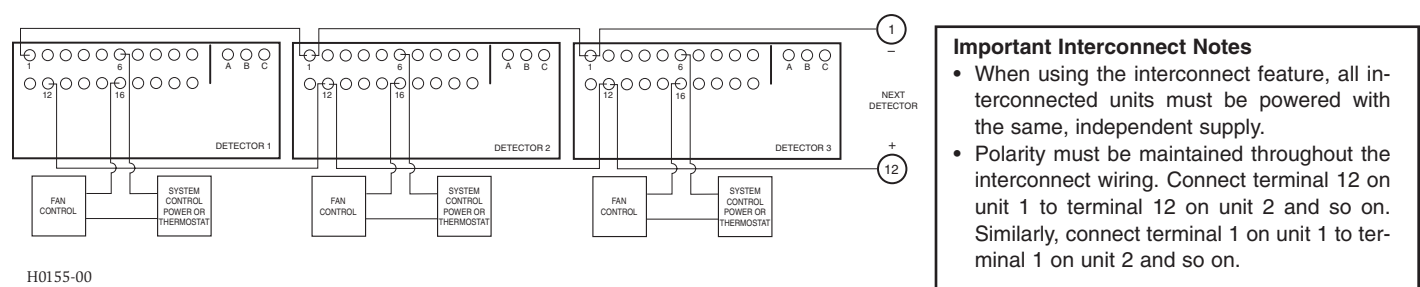 1
–
NEXT
DETECTOR
+
12
1
6
A B C
12
16
DETECTOR 1
FAN
CONTROL
SYSTEM
CONTROL
POWER OR
THERMOSTAT
1
6
A B C
12
16
DETECTOR 2
FAN
CONTROL
SYSTEM
CONTROL
POWER OR
THERMOSTAT
1
6
A B C
12
16
DETECTOR 3
FAN
CONTROL
SYSTEM
CONTROL
POWER OR
THERMOSTAT
H0155-00
Important Interconnect Notes
• When using the interconnect feature, all in-
terconnected units must be powered with
the same, independent supply.
• Polarity must be maintained throughout the
interconnect wiring. Connect terminal 12 on
unit 1 to terminal 12 on unit 2 and so on.
Similarly, connect terminal 1 on unit 1 to ter-
minal 1 on unit 2 and so on.